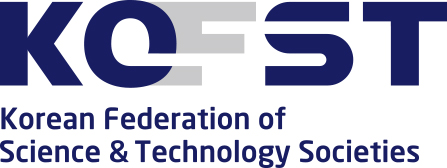 KOFST
Korean Federation of
Science & Technology Societies